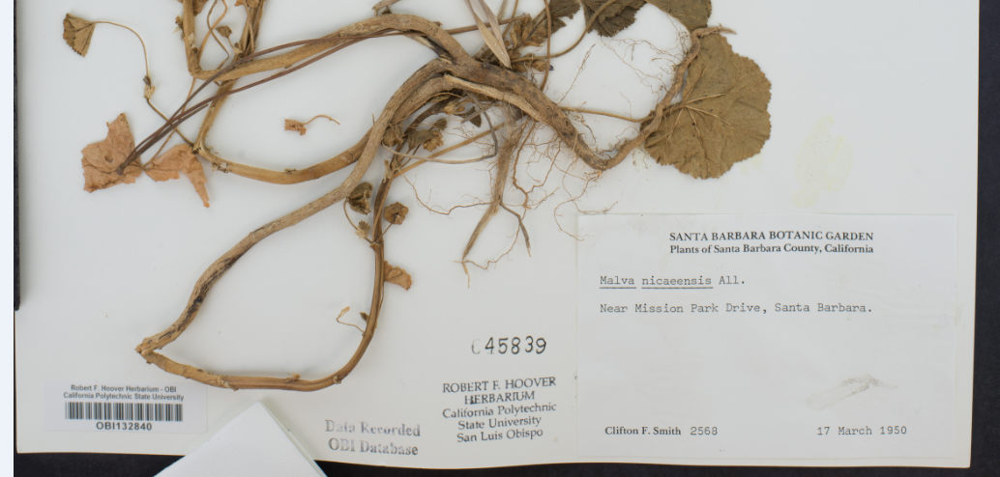 SANTA BARBARA BOTANIC GARDEN
Plants of Santa Barbara County, California
Malva nicaeensis All.
Near Mission Park Drive, Santa Barbara.
Clifton F. Smith 2568 17 March 1950
45839
ROBERT F. HOOVER
HERBARIUM
California Polytechnic
State University
San Luis Obispo
Data Recorded
OBI Database
Robert F. Hoover Herbarium - OBI
California Polytechnic State University
OBI132840